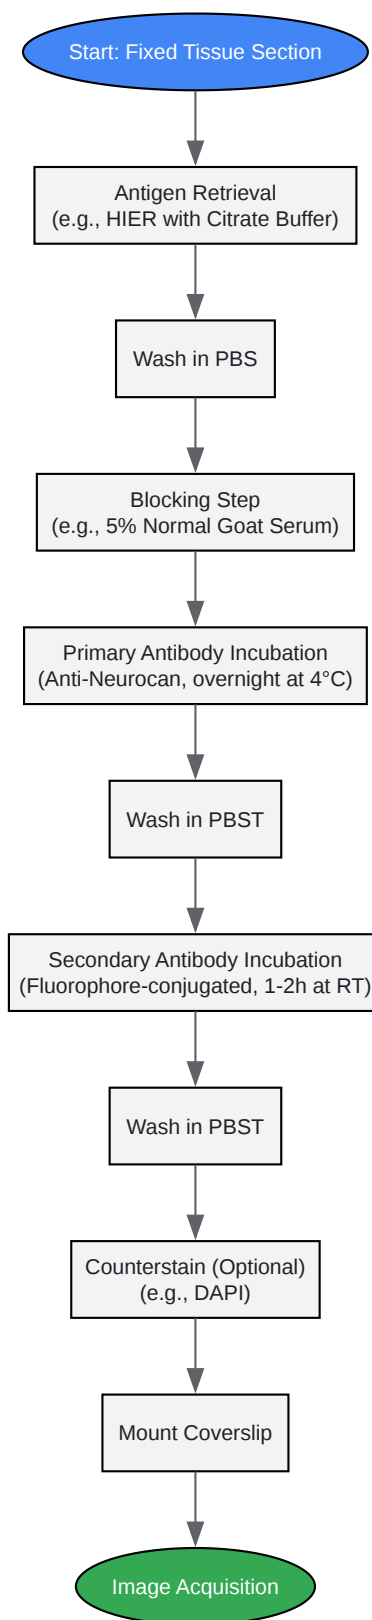 Start: Fixed Tissue Section
Antigen Retrieval
(e.g., HIER with Citrate Buffer)
Wash in PBS
Blocking Step
(e.g., 5% Normal Goat Serum)
Primary Antibody Incubation
(Anti-Neurocan, overnight at 4°C)
Wash in PBST
Secondary Antibody Incubation
(Fluorophore-conjugated, 1-2h at RT)
Wash in PBST
Counterstain (Optional)
(e.g., DAPI)
Mount Coverslip
Image Acquisition